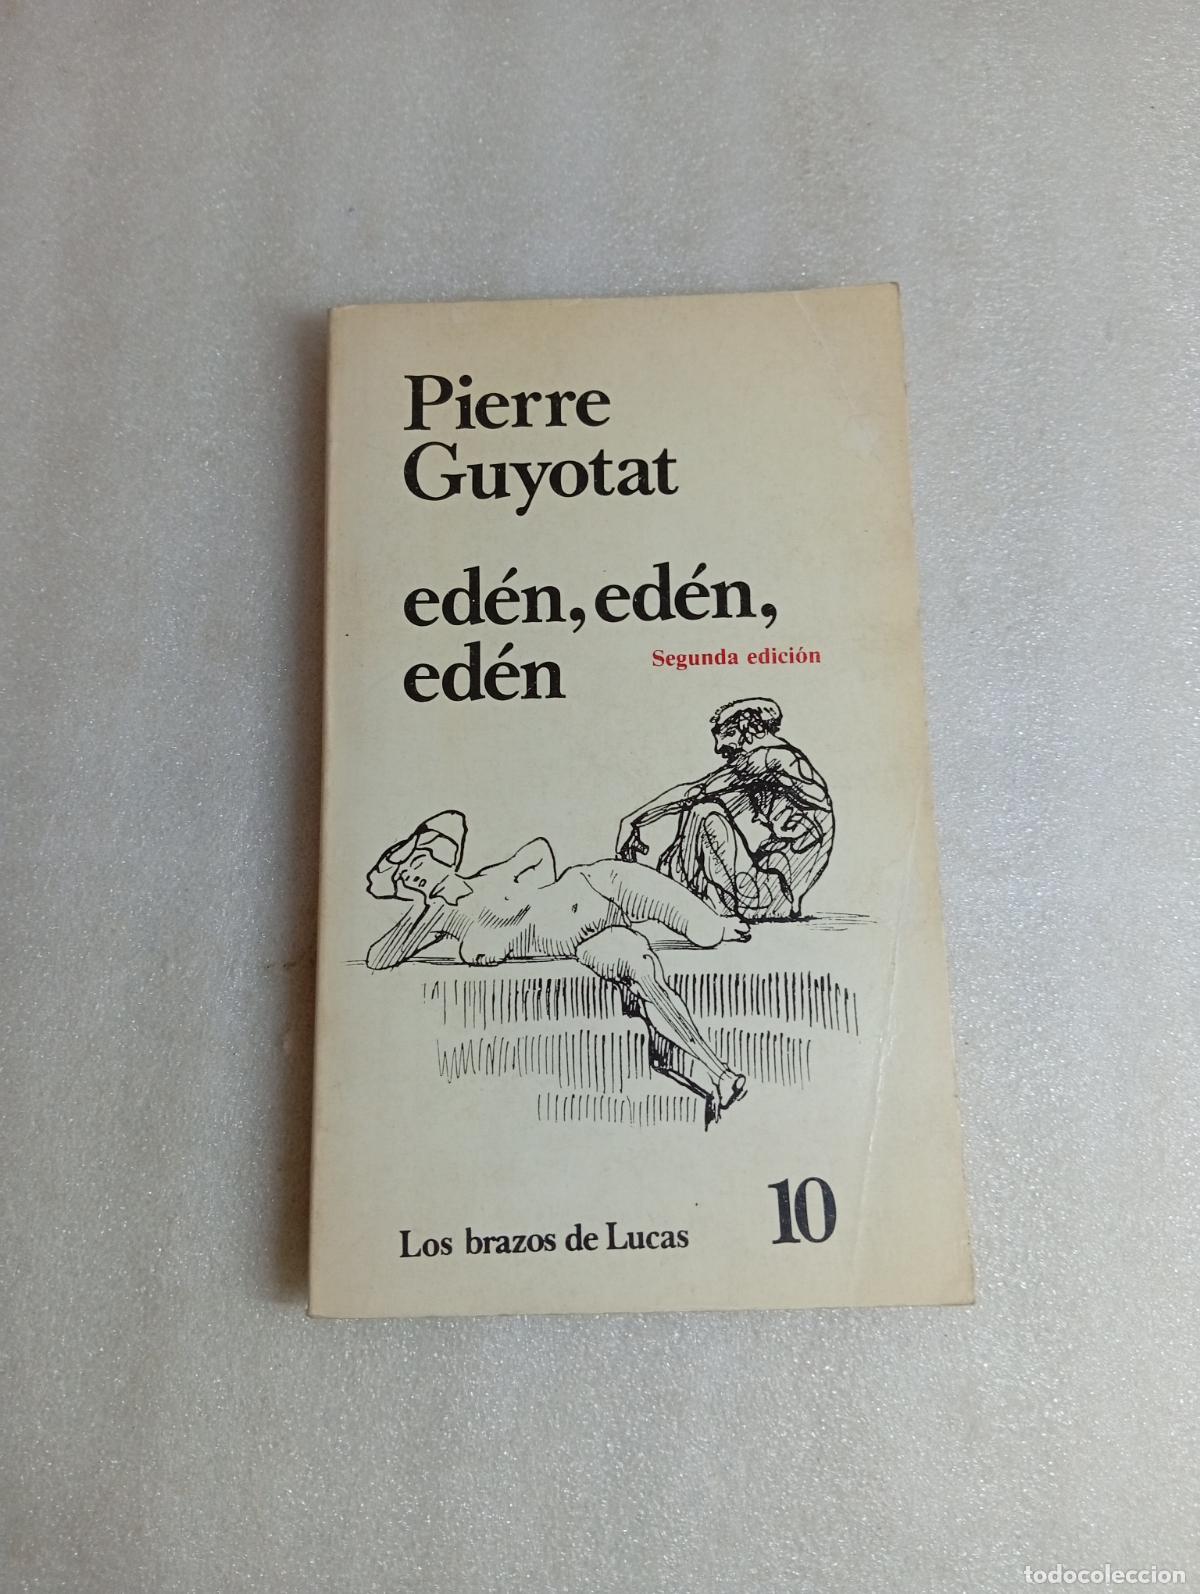 Pierre
Guyotat
edén, edén,
edén
Segunda edición
Los brazos de Lucas
10
todocoleccion